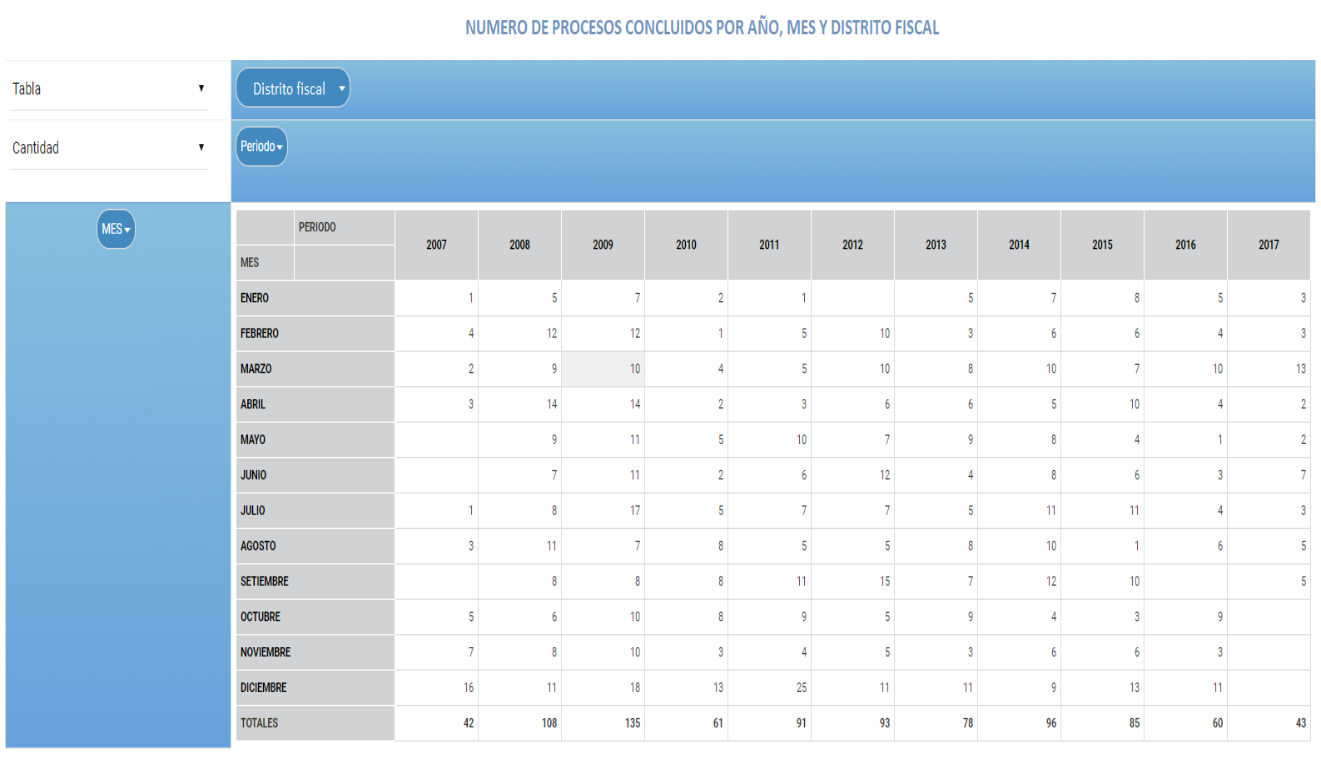 NUMERO DE PROCESOS CONCLUIDOS POR AÑO, MES Y DISTRITO FISCAL
Tabla
Distrito fiscal
Cantidad
Periodo
MES
PERIODO
2007 2008 2009 2010 2011 2012 2013 2014 2015 2016 2017
MES
ENERO 1 5 7 2 1 5 7 8 5 3
FEBRERO 4 12 12 1 5 10 3 6 6 4 3
MARZO 2 9 10 4 5 10 8 10 7 10 13
ABRIL 3 14 14 2 3 6 6 5 10 4 2
MAYO 9 11 5 10 7 9 8 4 1 2
JUNIO 7 11 2 6 12 4 8 6 3 7
JULIO 1 8 17 5 7 7 5 11 11 4 3
AGOSTO 3 11 7 8 5 5 8 10 1 6 5
SETIEMBRE 8 8 8 11 15 7 12 10 5
OCTUBRE 5 6 10 8 9 5 9 4 3 9
NOVIEMBRE 7 8 10 3 4 5 3 6 6 3
DICIEMBRE 16 11 18 13 25 11 11 9 13 11
TOTALES 42 108 135 61 91 93 78 96 85 60 43